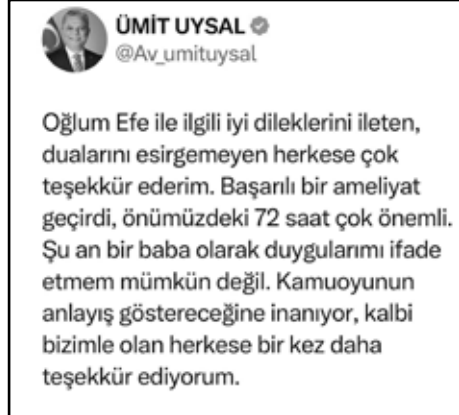 ÜMİT UYSAL
@Av_umituysal
Oğlum Efe ile ilgili iyi dileklerini ileten,
dualarını esirgemeyen herkese çok
teşekkür ederim. Başarılı bir ameliyat
geçirdi, önümüzdeki 72 saat çok önemli.
Şu an bir baba olarak duygularımı ifade
etmem mümkün değil. Kamuoyunun
anlayış göstereceğine inanıyor, kalbi
bizimle olan herkese bir kez daha
teşekkür ediyorum.